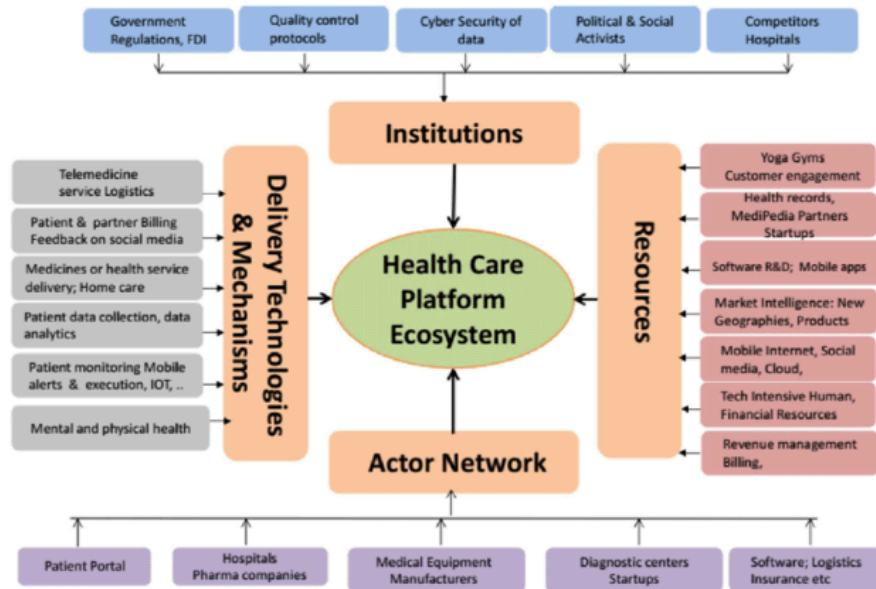 Government
Regulations, FDI
Quality control
protocols
Cyber Security of
data
Political & Social
Activists
Competitors
Hospitals
Institutions
Telemedicine
service Logistics
Patient & partner Billing
Feedback on social media
Medicines or health service
delivery; Home care
Patient data collection, data
analytics
Patient monitoring Mobile
alerts & execution, IOT, ..
Mental and physical health
Delivery Technologies
& Mechanisms
Health Care
Platform
Ecosystem
Resources
Yoga Gyms
Customer engagement
Health records,
MediPedia Partners
Startups
Software R&D; Mobile apps
Market Intelligence: New
Geographies, Products
Mobile Internet, Social
media, Cloud,
Tech Intensive Human,
Financial Resources
Revenue management
Billing,
Actor Network
Patient Portal
Hospitals
Pharma companies
Medical Equipment
Manufacturers
Diagnostic centers
Startups
Software; Logistics
Insurance etc